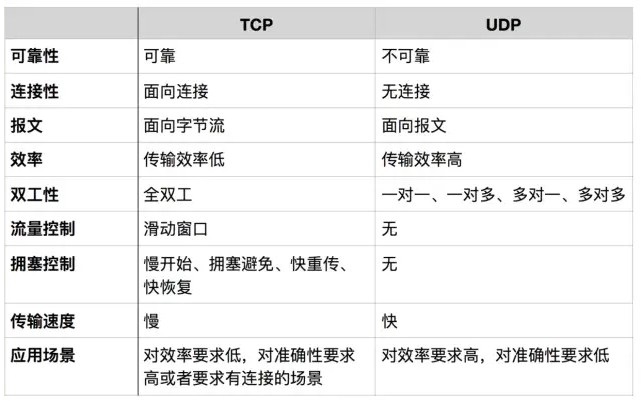 TCP UDP
可靠性 可靠 不可靠
连接性 面向连接 无连接
报文 面向字节流 面向报文
效率 传输效率低 传输效率高
双工性 全双工 一对一、一对多、多对一、多对多
流量控制 滑动窗口 无
拥塞控制 慢开始、拥塞避免、快重传、 无
快恢复
传输速度 慢 快
应用场景 对效率要求低，对准确性要求 对效率要求高，对准确性要求低
高或者要求有连接的场景